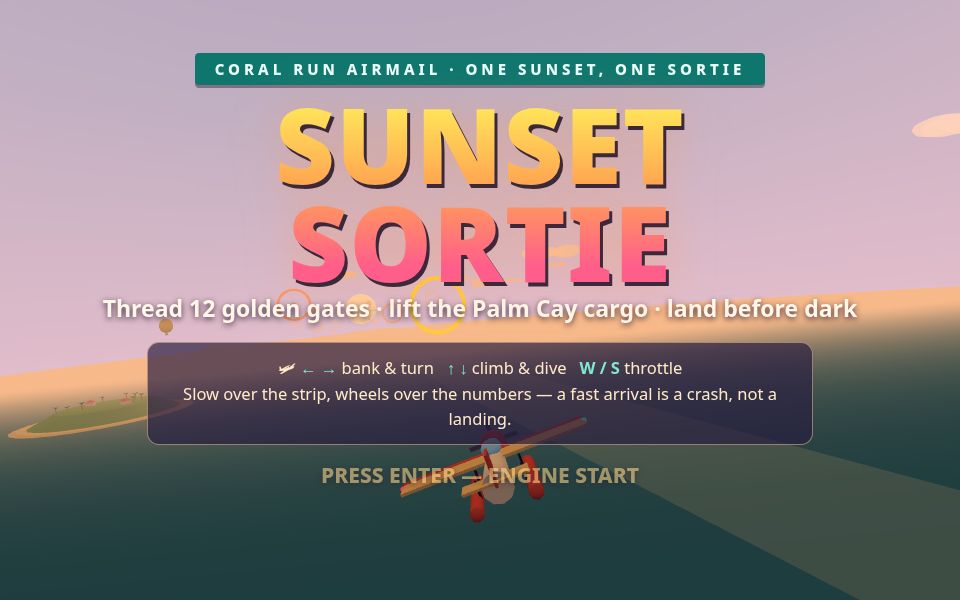 CORAL RUN AIRMAIL · ONE SUNSET, ONE SORTIE
SUNSET
SORTIE
Thread 12 golden gates · lift the Palm Cay cargo · land before dark
🛩 ← → bank & turn ↑ ↓ climb & dive W / S throttle
Slow over the strip, wheels over the numbers — a fast arrival is a crash, not a
landing.
PRESS ENTER — ENGINE START